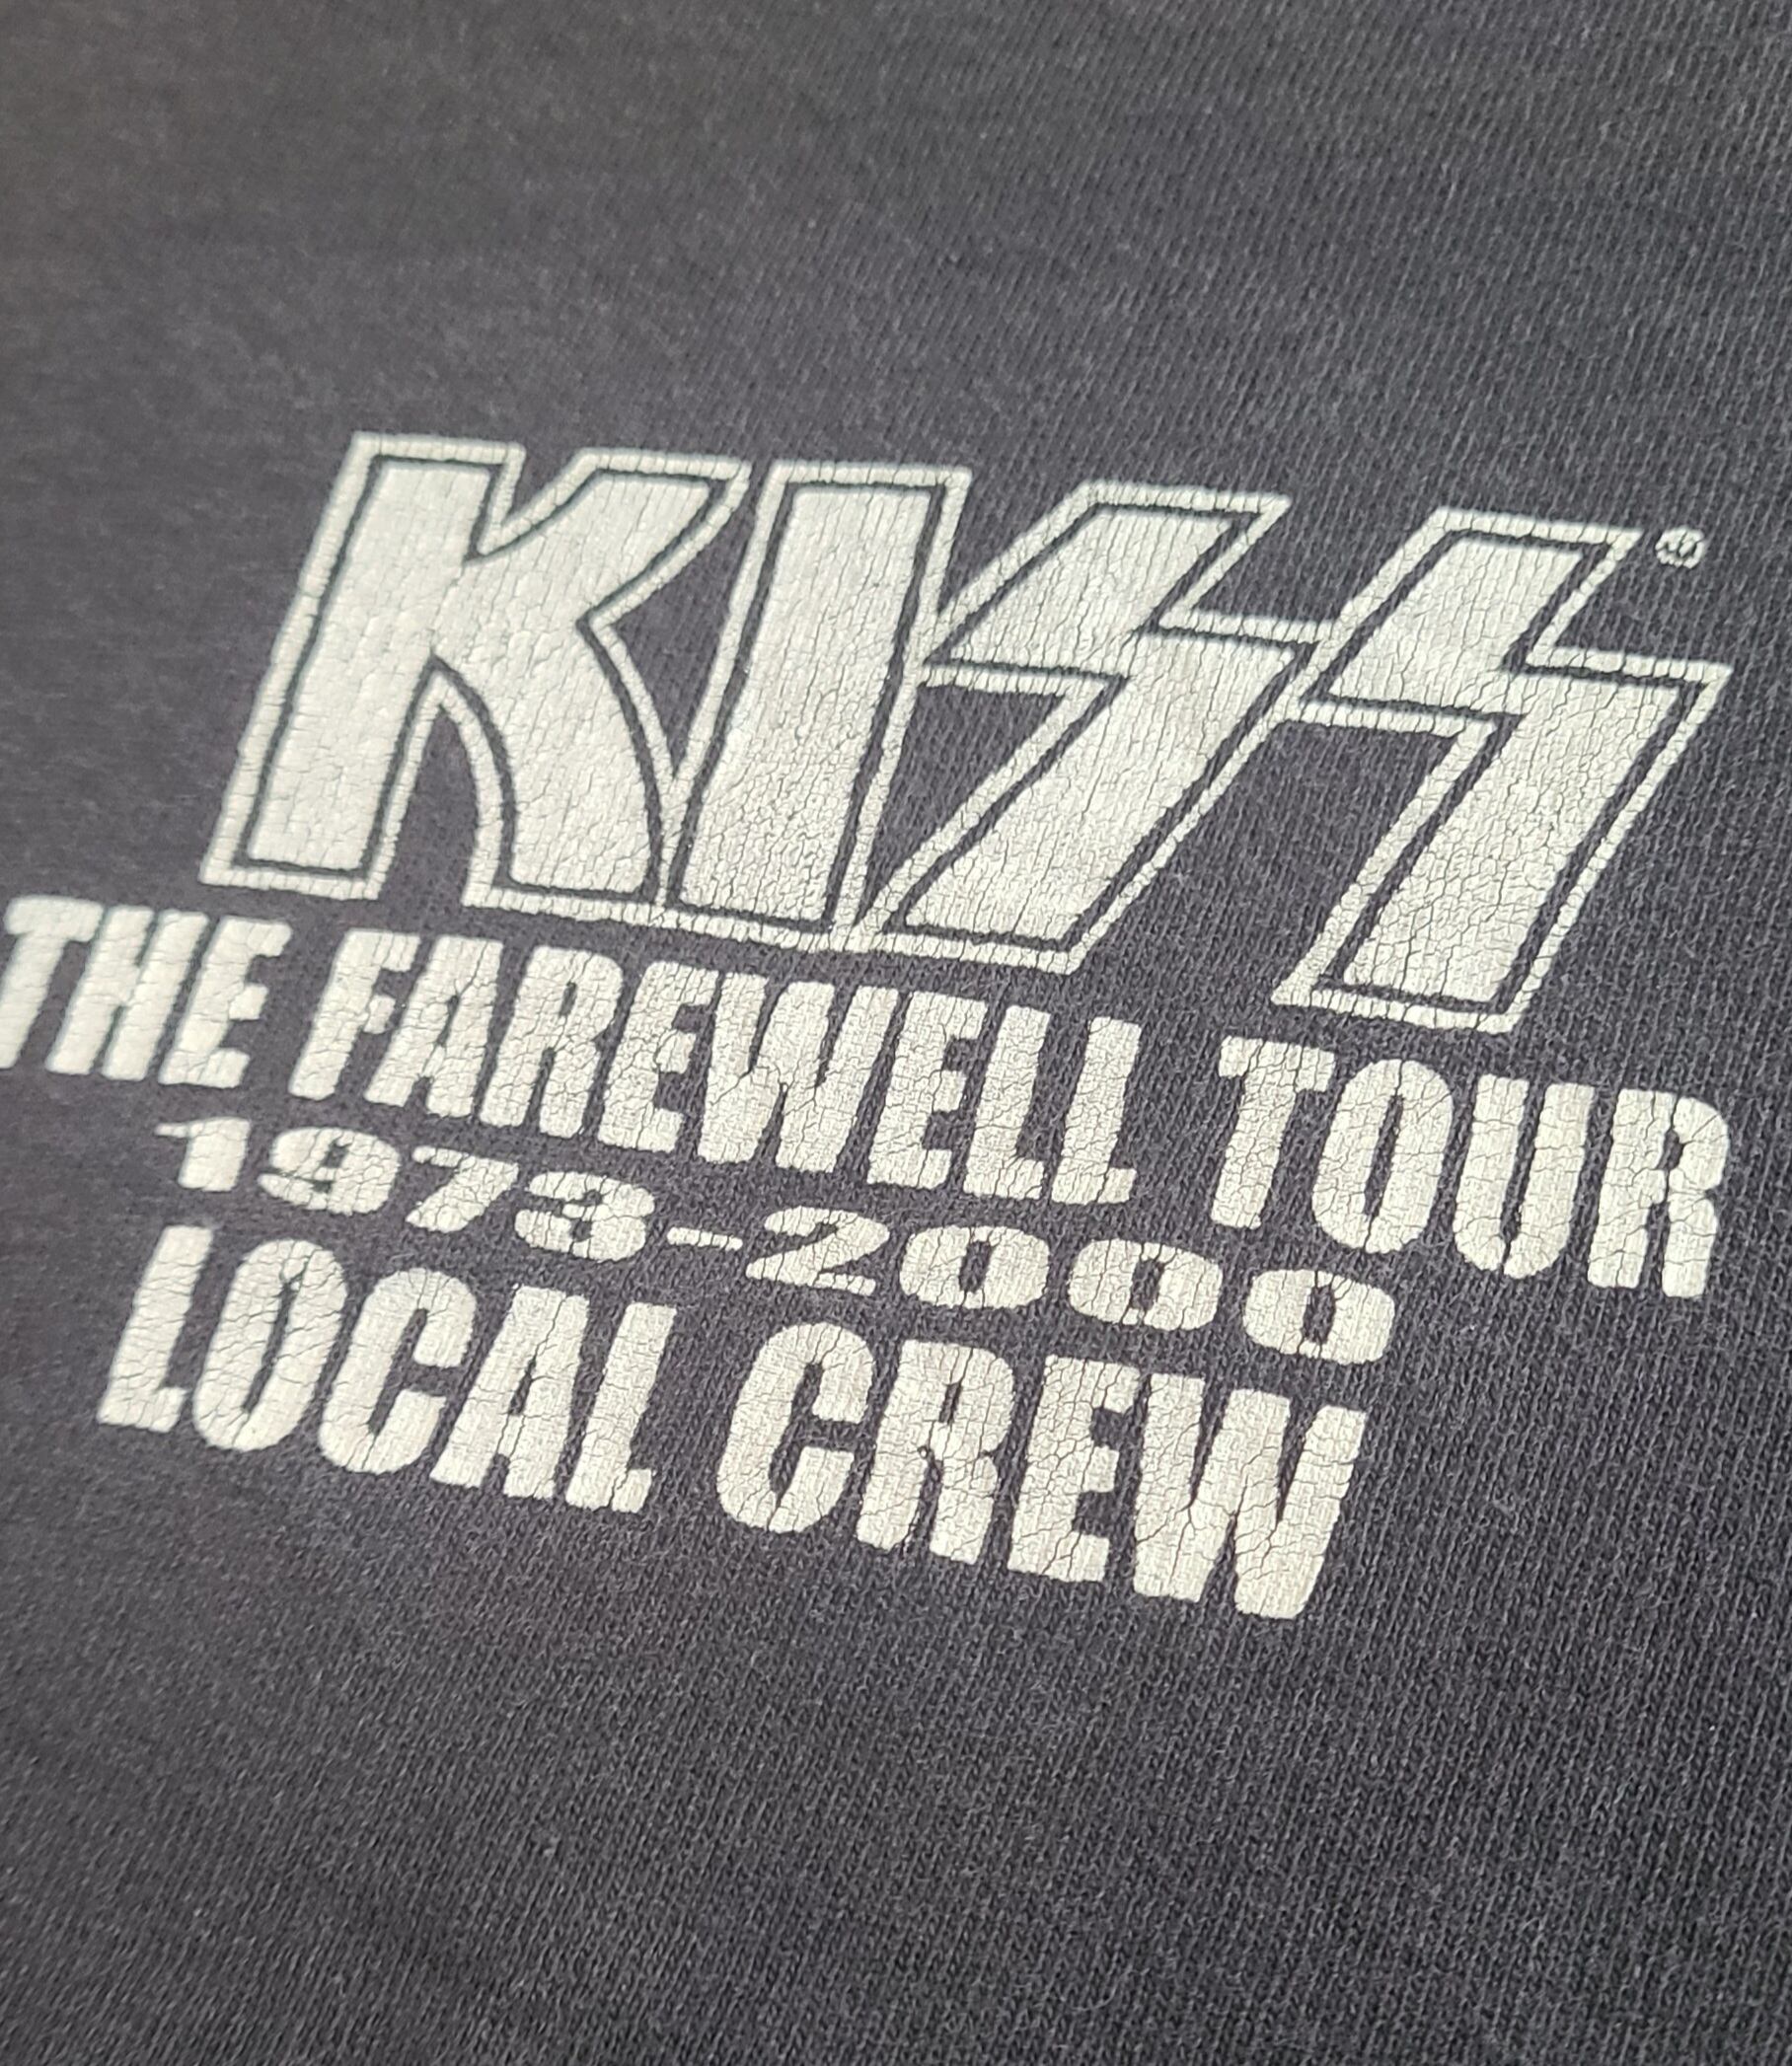 KISS®
THE FAREWELL TOUR
1973-2000
LOCAL CREW